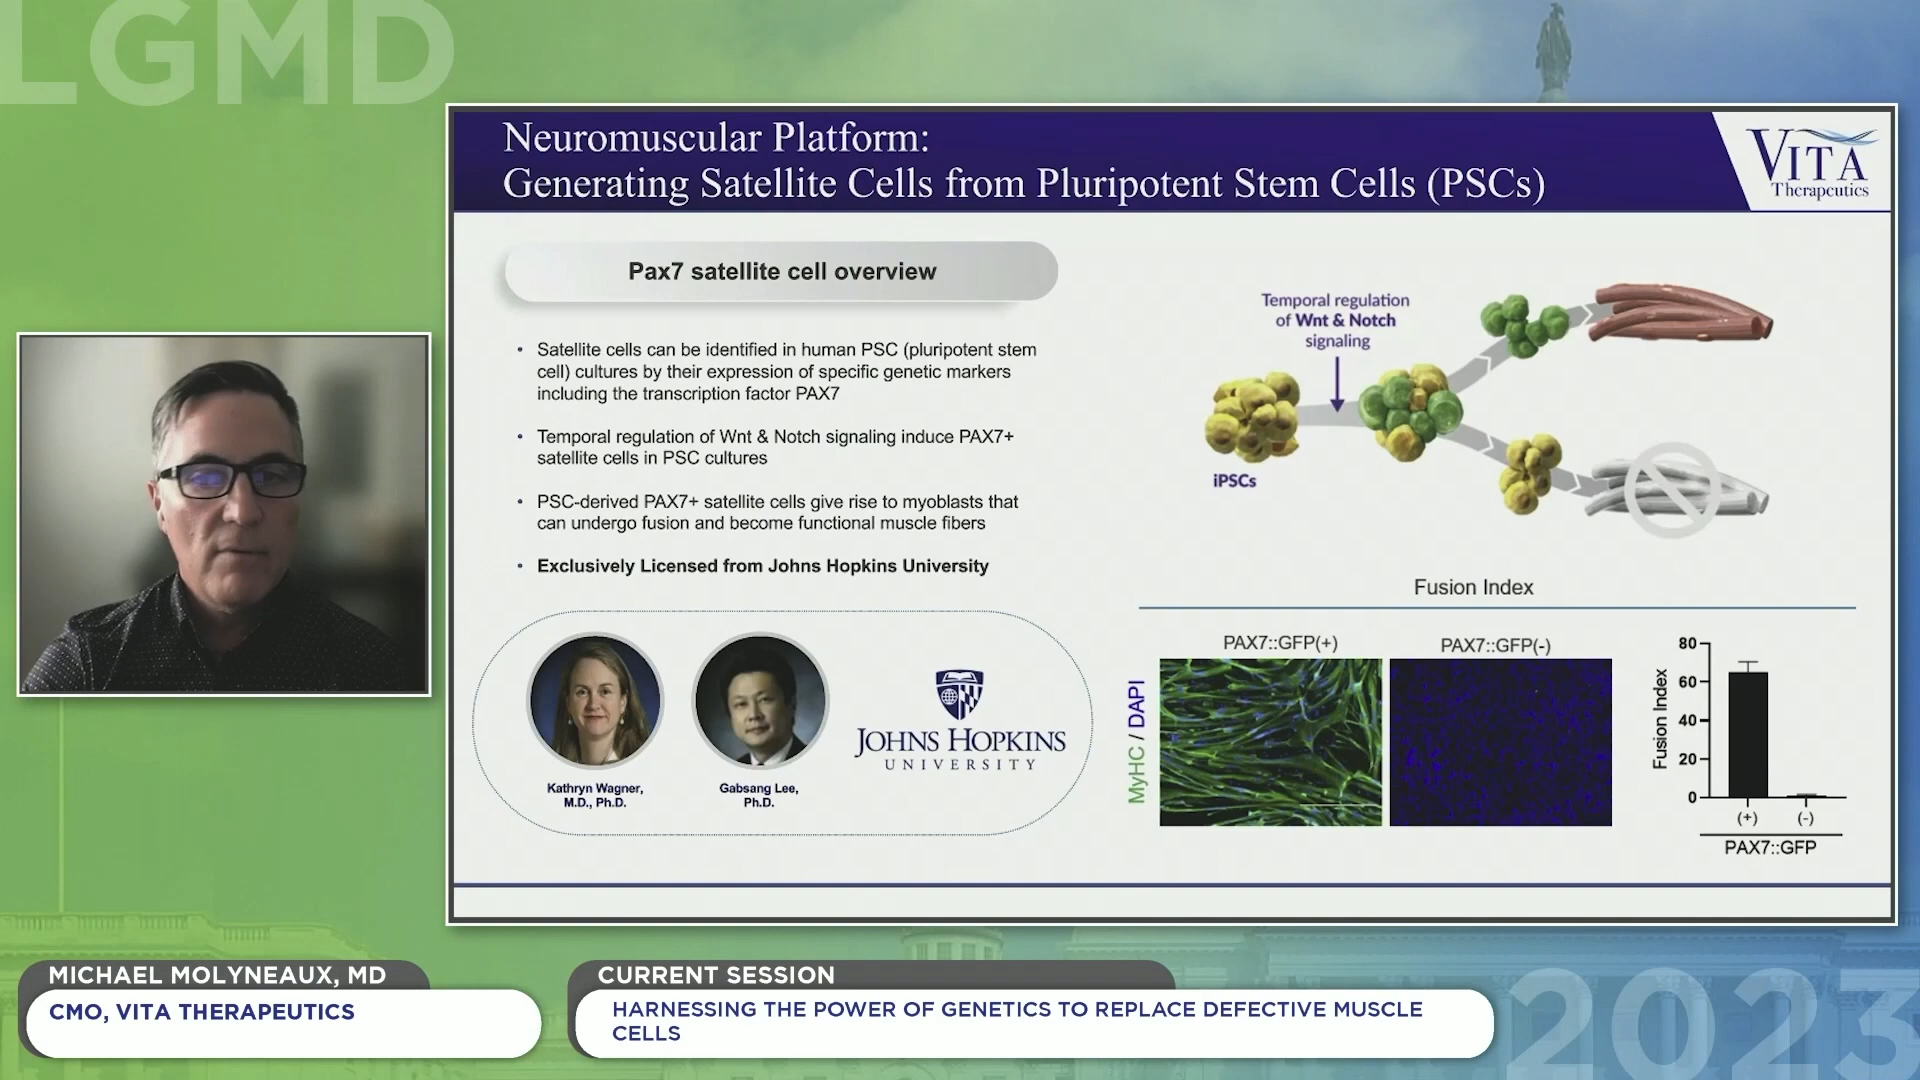 LGMD
Neuromuscular Platform:
Generating Satellite Cells from Pluripotent Stem Cells (PSCs)
VITA
Therapeutics
Pax7 satellite cell overview
• Satellite cells can be identified in human PSC (pluripotent stem
cell) cultures by their expression of specific genetic markers
including the transcription factor PAX7
• Temporal regulation of Wnt & Notch signaling induce PAX7+
satellite cells in PSC cultures
• PSC-derived PAX7+ satellite cells give rise to myoblasts that
can undergo fusion and become functional muscle fibers
• Exclusively Licensed from Johns Hopkins University
Kathryn Wagner,
M.D., Ph.D.
Gabsang Lee,
Ph.D.
JOHNS HOPKINS
UNIVERSITY
Temporal regulation
of Wnt & Notch
signaling
iPSCs
Fusion Index
PAX7::GFP(+)
PAX7::GFP(-)
MyHC / DAPI
Fusion Index
80
60
40
20
0
(+)
(-)
PAX7::GFP
MICHAEL MOLYNEAUX, MD
CMO, VITA THERAPEUTICS
CURRENT SESSION
HARNESSING THE POWER OF GENETICS TO REPLACE DEFECTIVE MUSCLE
CELLS
2023